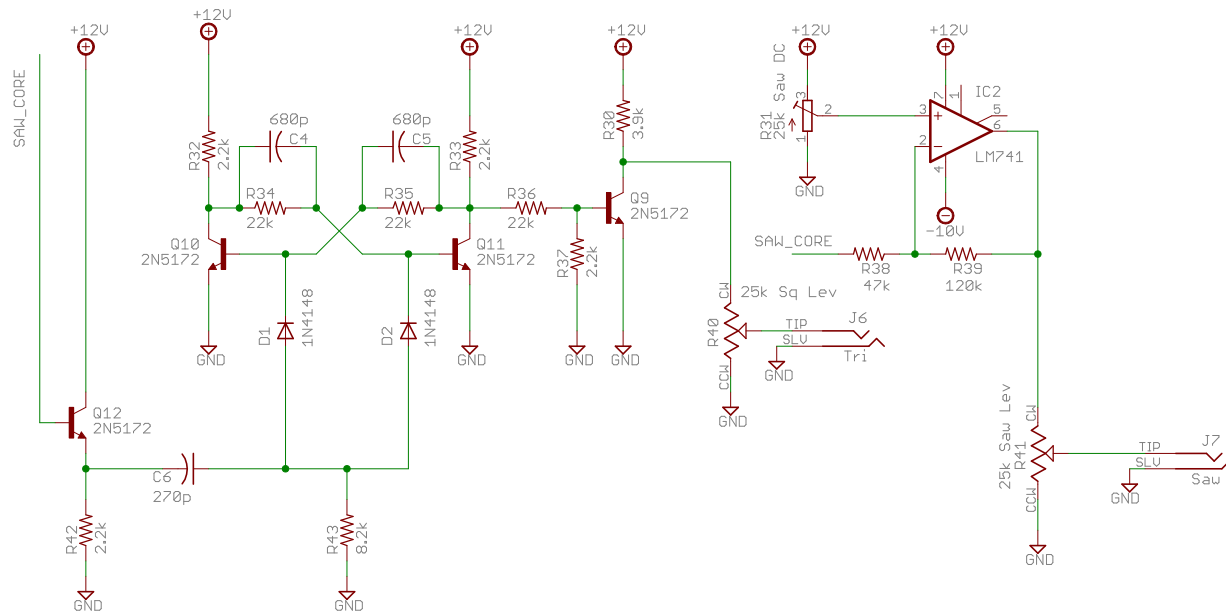 +12V
+12V
+12V
+12V
+12V
+12V
SAW_CORE
R32
2.2k
680p
C4
680p
C5
R33
2.2k
R30
3.9k
R31
25k Saw DC
3
2
1
GND
3
2
7
1
5
6
4
+
-
IC2
LM741
-10V
R34
22k
R35
22k
R36
22k
R37
2.2k
Q9
2N5172
Q10
2N5172
Q11
2N5172
SAW_CORE
R38
47k
R39
120k
D1
1N4148
D2
1N4148
GND
GND
GND
GND
CW
25k Sq Lev
R40
CCW
TIP
SLV
J6
Tri
GND
GND
Q12
2N5172
C6
270p
R42
2.2k
R43
8.2k
GND
GND
CW
25k Saw Lev
R41
CCW
TIP
SLV
J7
Saw
GND
GND